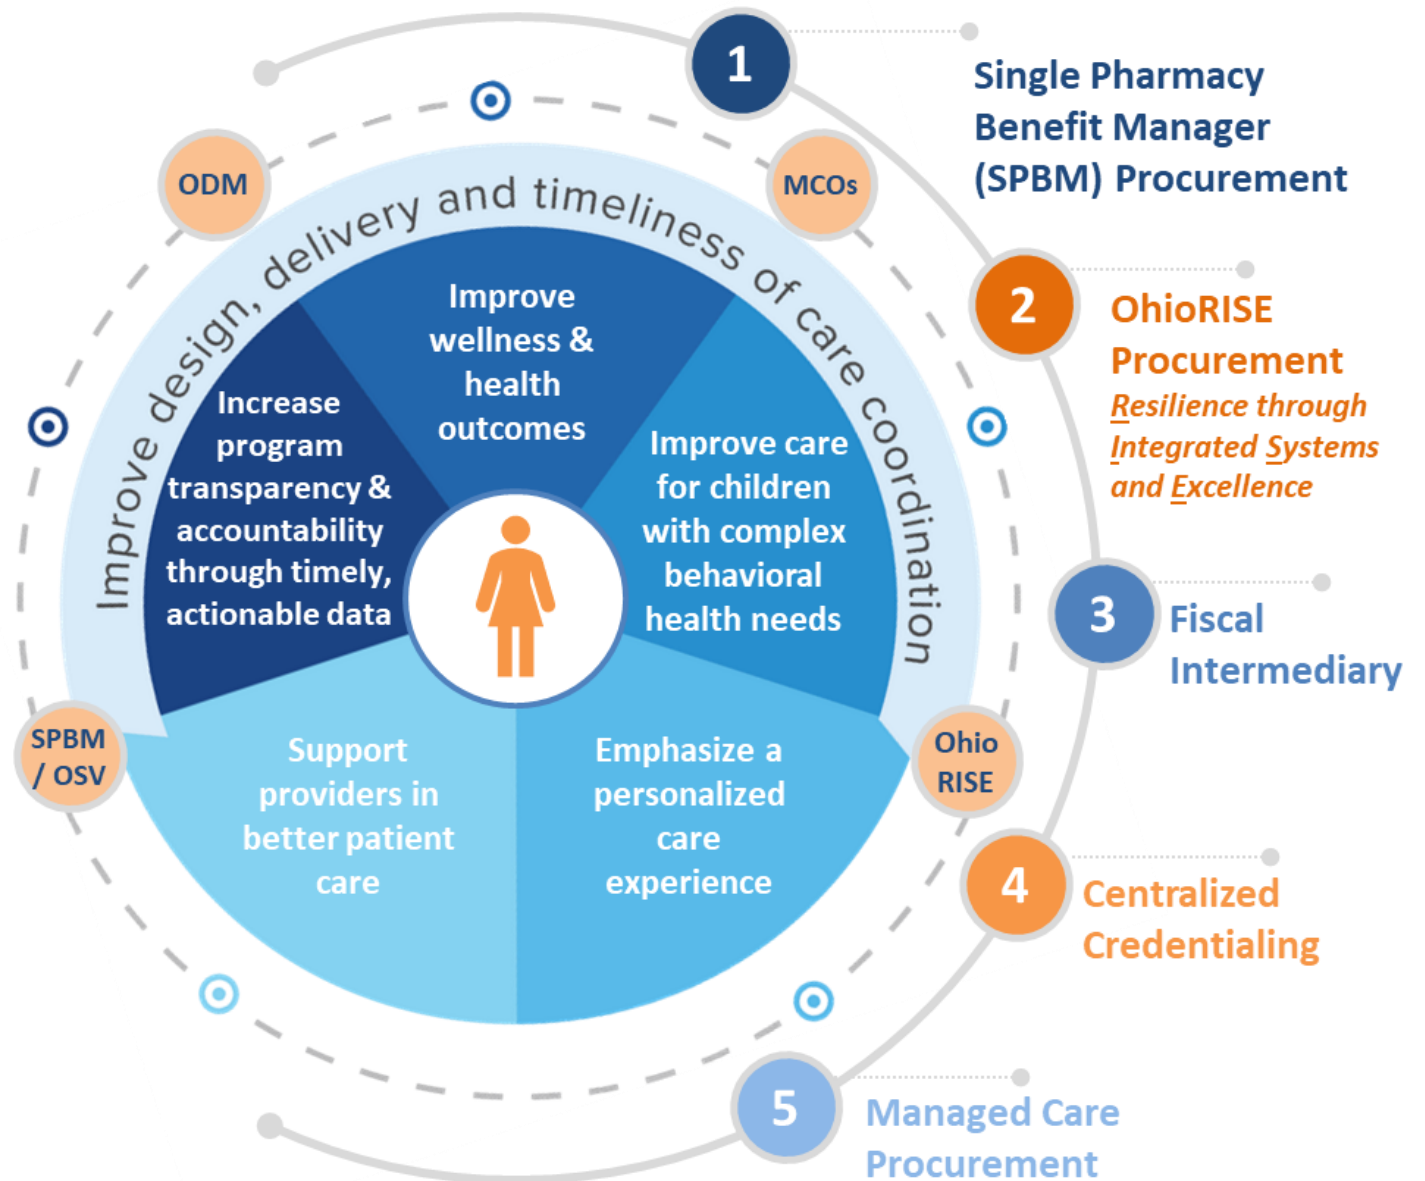 1
Single Pharmacy
Benefit Manager
(SPBM) Procurement
ODM
MCOs
Improve design, delivery and timeliness of care coordination
2
OhioRISE
Procurement
Resilience through
Integrated Systems
and Excellence
Improve
wellness &
health
outcomes
Increase
program
transparency &
accountability
through timely,
actionable data
Improve care
for children
with complex
behavioral
health needs
3
Fiscal
Intermediary
SPBM
/ OSV
Support
providers in
better patient
care
Emphasize a
personalized
care
experience
Ohio
RISE
4
Centralized
Credentialing
5
Managed Care
Procurement